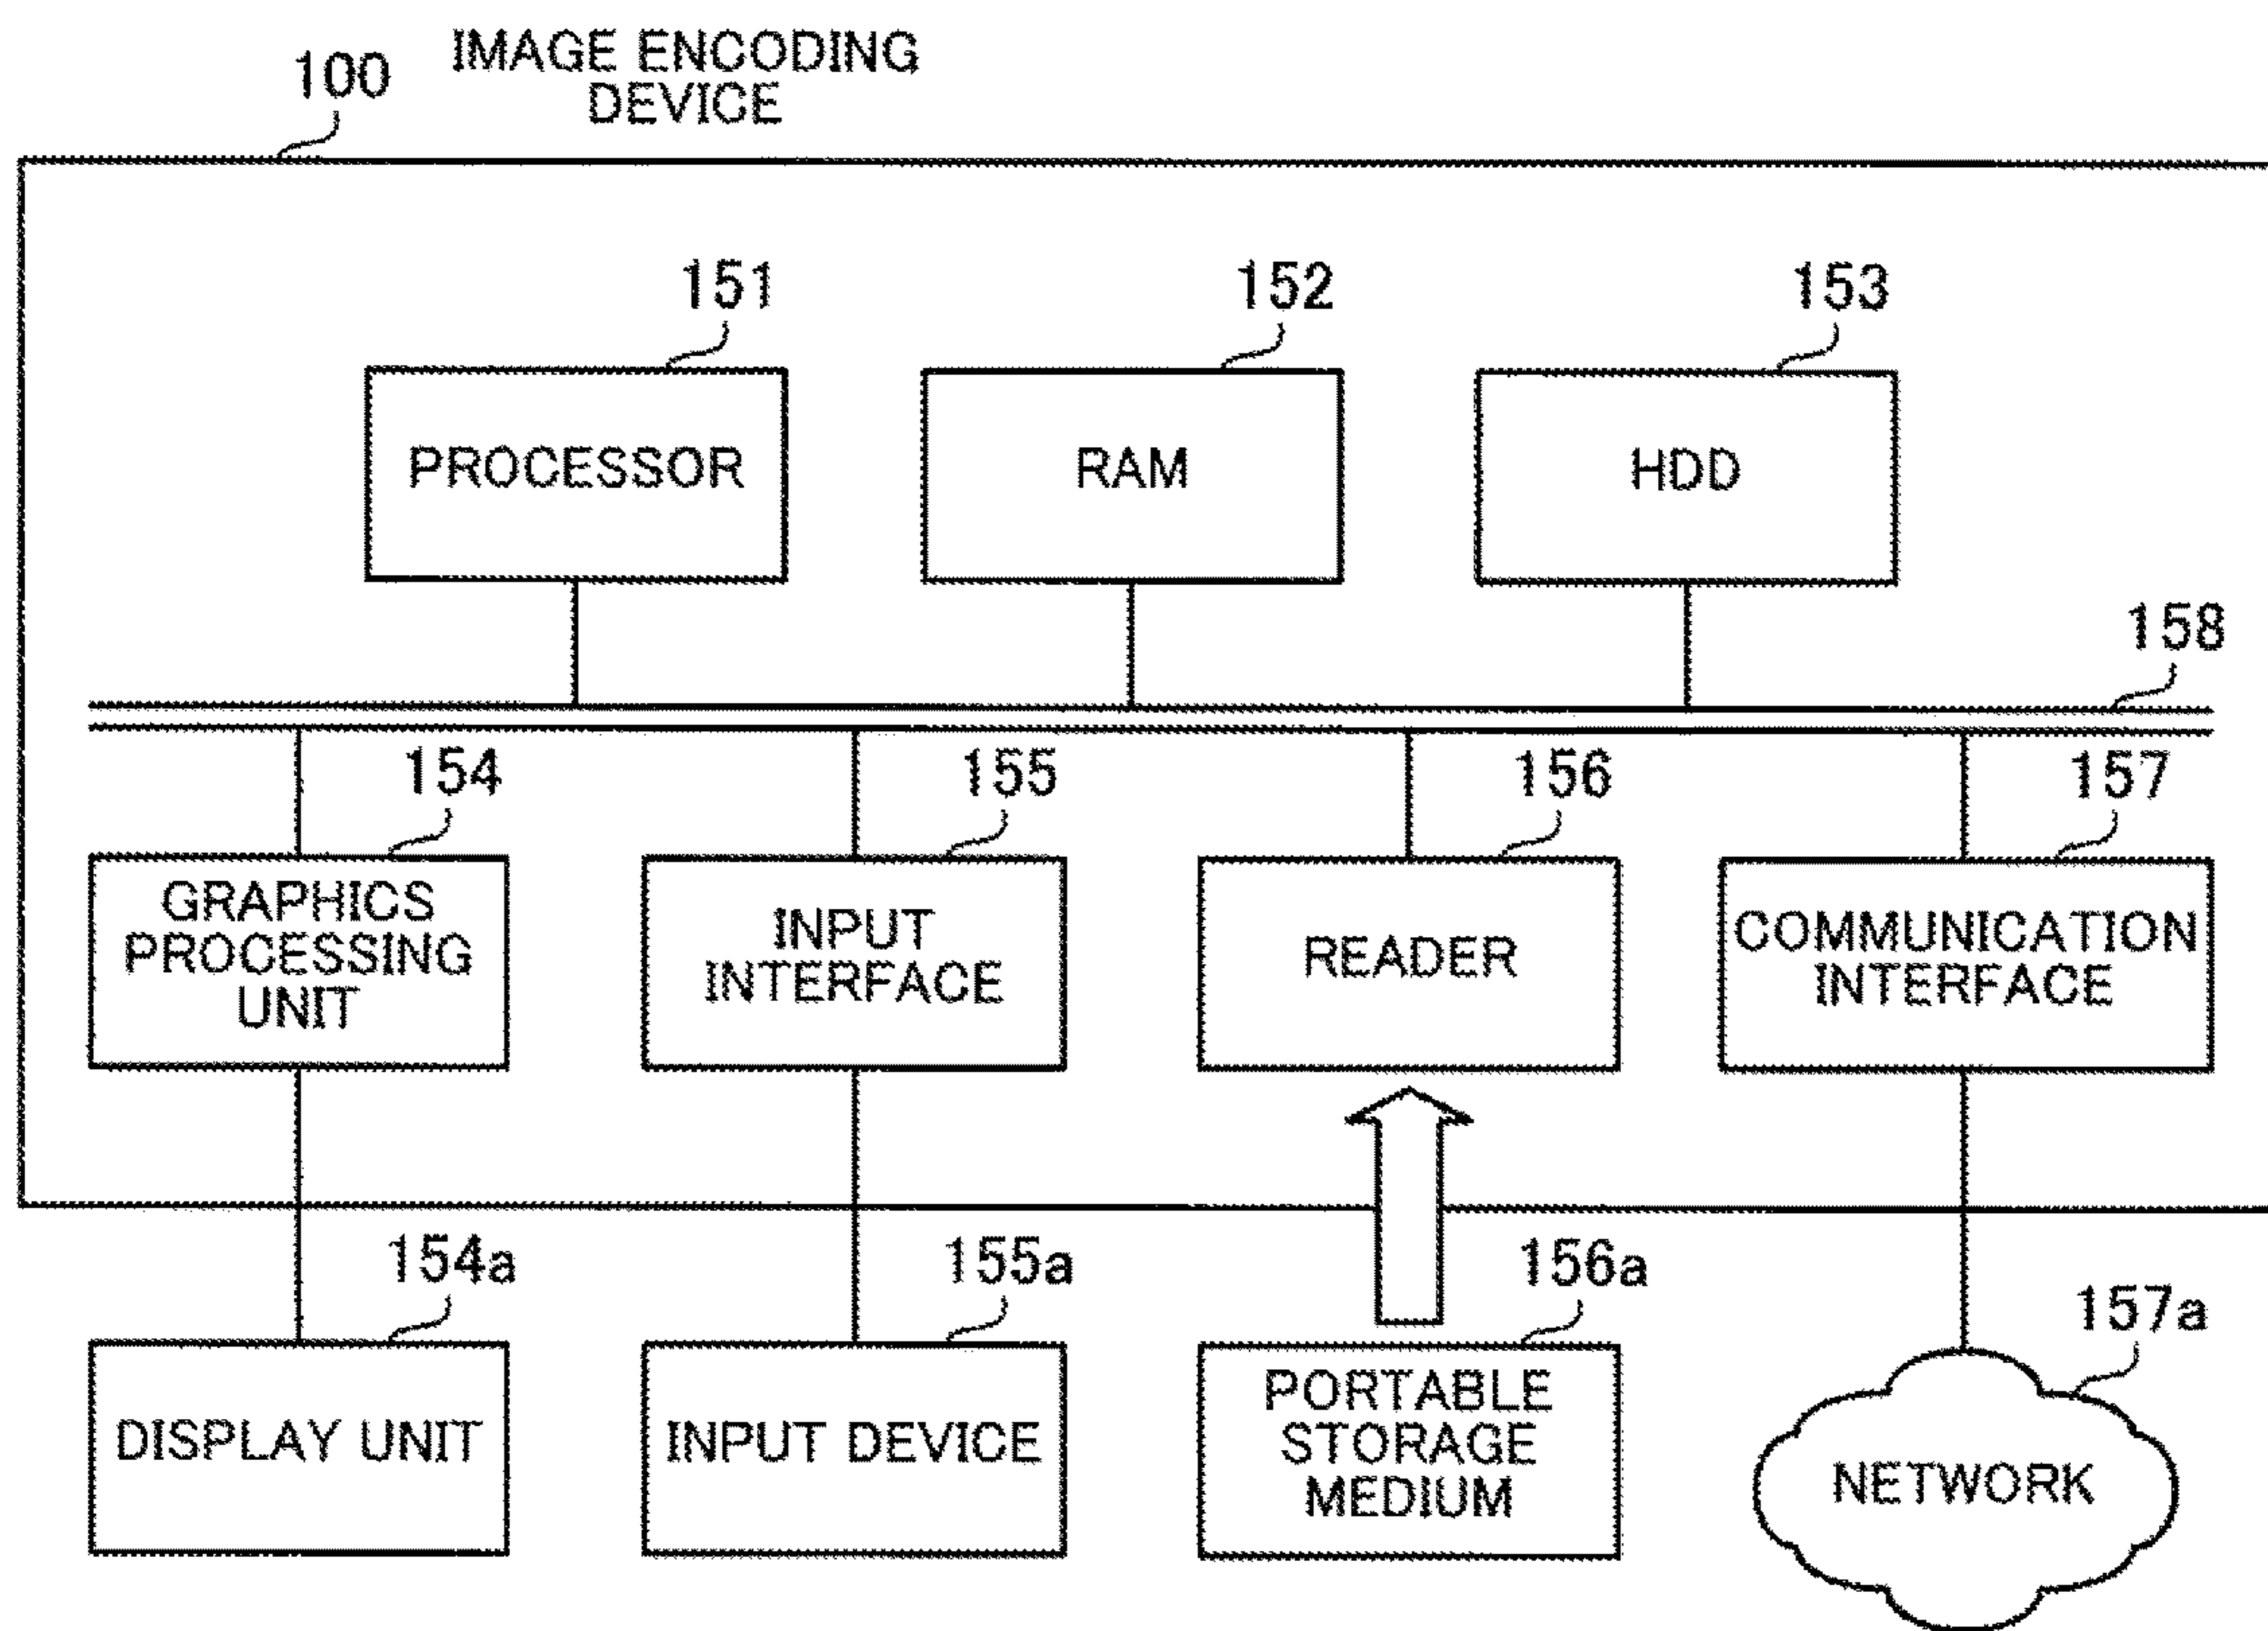 100
IMAGE ENCODING
DEVICE
151
152
153
PROCESSOR
RAM
HDD
158
154
155
156
157
GRAPHICS
PROCESSING
UNIT
INPUT
INTERFACE
READER
COMMUNICATION
INTERFACE
154a
155a
156a
157a
DISPLAY UNIT
INPUT DEVICE
PORTABLE
STORAGE
MEDIUM
NETWORK